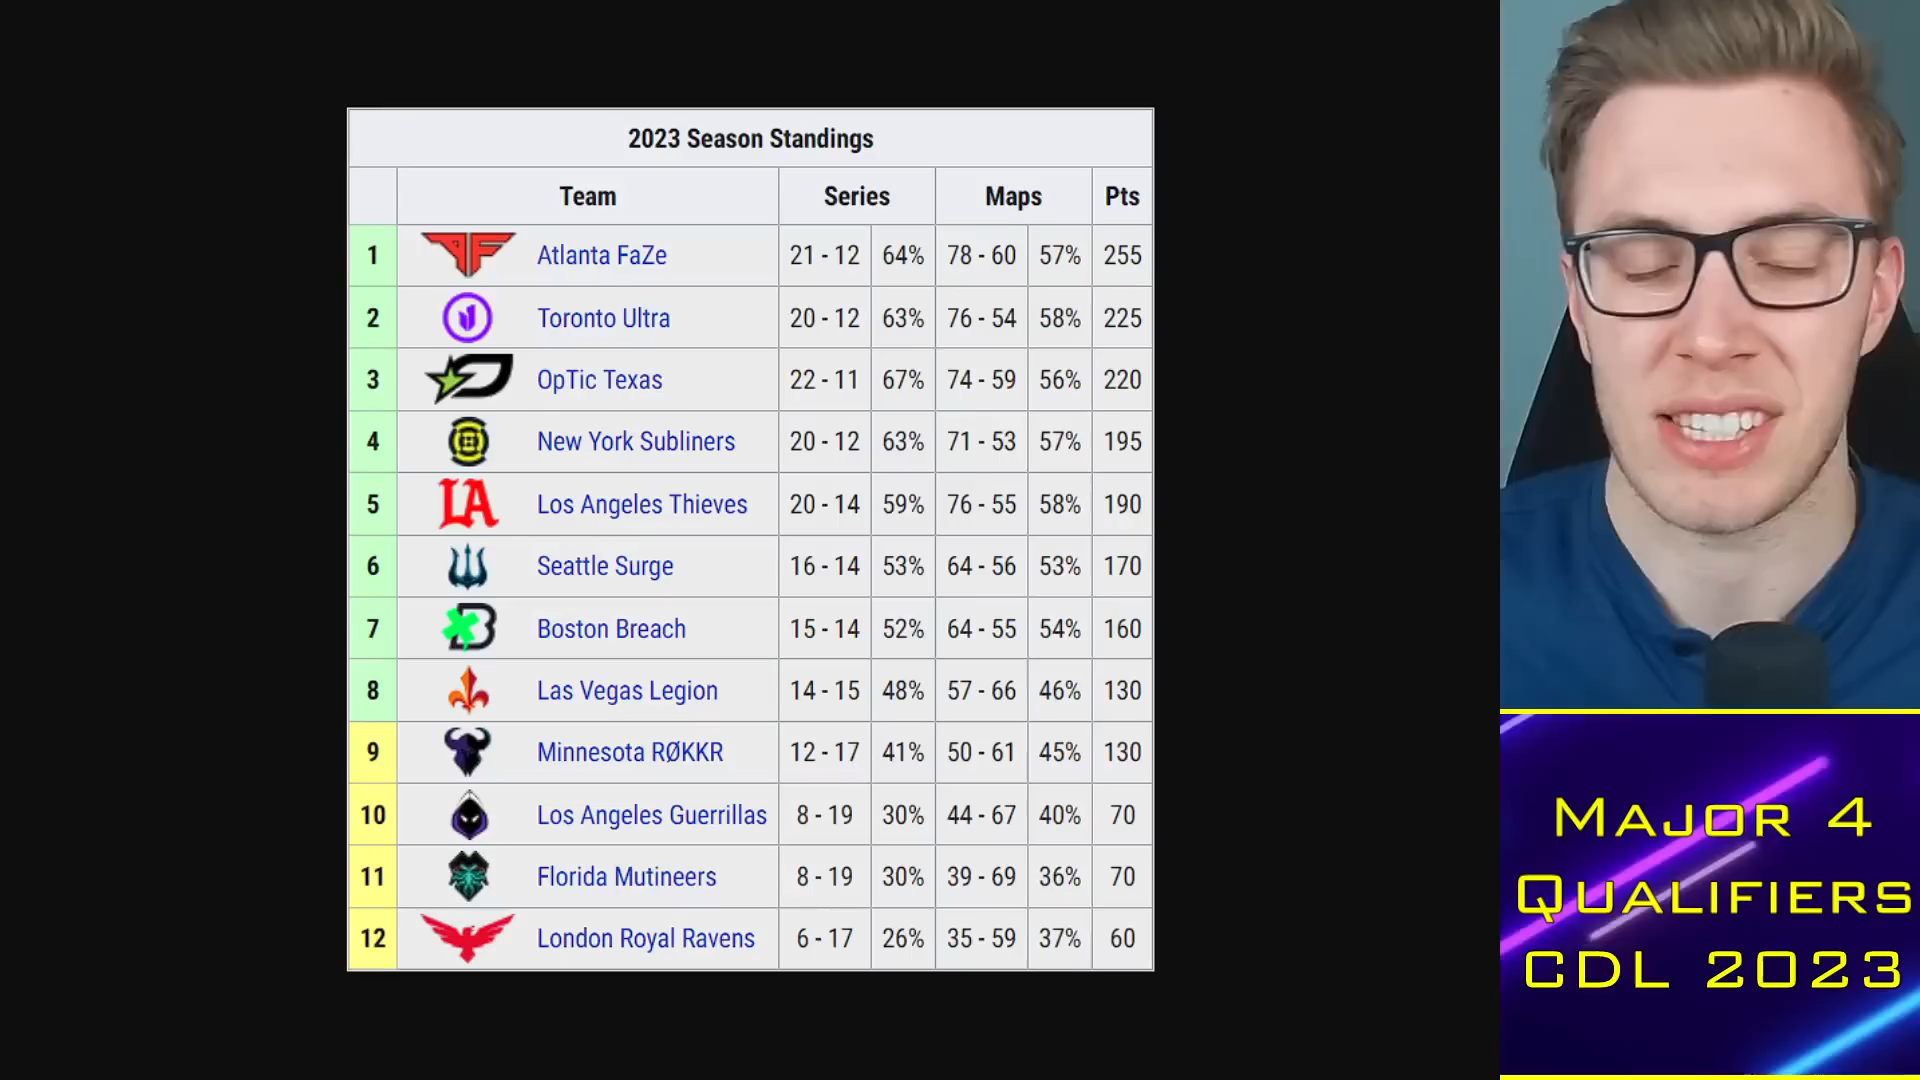 2023 Season Standings
Team Series Maps Pts
1 Atlanta FaZe 21 - 12 64% 78 - 60 57% 255
2 Toronto Ultra 20 - 12 63% 76 - 54 58% 225
3 OpTic Texas 22 - 11 67% 74 - 59 56% 220
4 New York Subliners 20 - 12 63% 71 - 53 57% 195
5 LA Los Angeles Thieves 20 - 14 59% 76 - 55 58% 190
6 Seattle Surge 16 - 14 53% 64 - 56 53% 170
7 B Boston Breach 15 - 14 52% 64 - 55 54% 160
8 Las Vegas Legion 14 - 15 48% 57 - 66 46% 130
9 Minnesota RØKKR 12 - 17 41% 50 - 61 45% 130
10 Los Angeles Guerrillas 8 - 19 30% 44 - 67 40% 70
11 Florida Mutineers 8 - 19 30% 39 - 69 36% 70
12 London Royal Ravens 6 - 17 26% 35 - 59 37% 60
Major 4
Qualifiers
CDL 2023